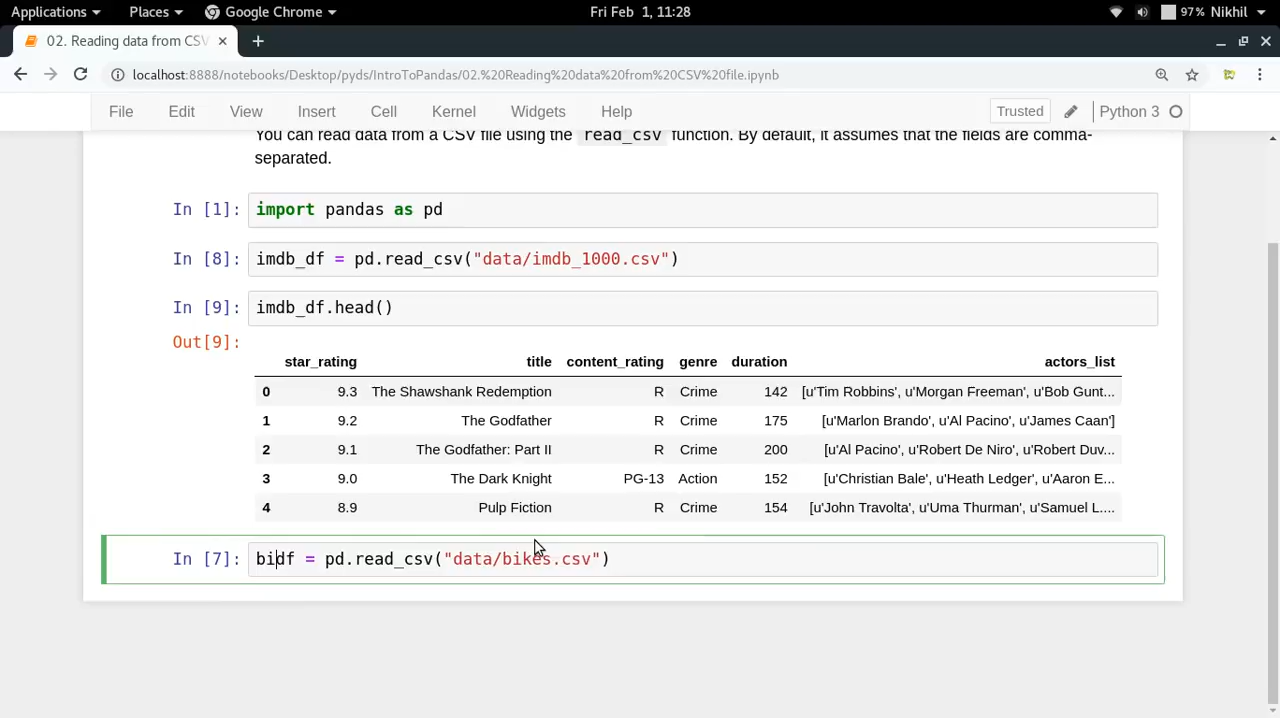 Applications Places Google Chrome Fri Feb 1, 11:28 97% Nikhil
02. Reading data from CSV
localhost:8888/notebooks/Desktop/pyds/IntroToPandas/02.%20Reading%20data%20from%20CSV%20file.ipynb
File Edit View Insert Cell Kernel Widgets Help Trusted Python 3
You can read data from a CSV file using the read_csv function. By default, it assumes that the fields are comma-
separated.
In [1]: import pandas as pd
In [8]: imdb_df = pd.read_csv("data/imdb_1000.csv")
In [9]: imdb_df.head()
Out[9]:
star_rating title content_rating genre duration actors_list
0 9.3 The Shawshank Redemption R Crime 142 [u'Tim Robbins', u'Morgan Freeman', u'Bob Gunt...
1 9.2 The Godfather R Crime 175 [u'Marlon Brando', u'Al Pacino', u'James Caan']
2 9.1 The Godfather: Part II R Crime 200 [u'Al Pacino', u'Robert De Niro', u'Robert Duv...
3 9.0 The Dark Knight PG-13 Action 152 [u'Christian Bale', u'Heath Ledger', u'Aaron E...
4 8.9 Pulp Fiction R Crime 154 [u'John Travolta', u'Uma Thurman', u'Samuel L....
In [7]: bidf = pd.read_csv("data/bikes.csv")